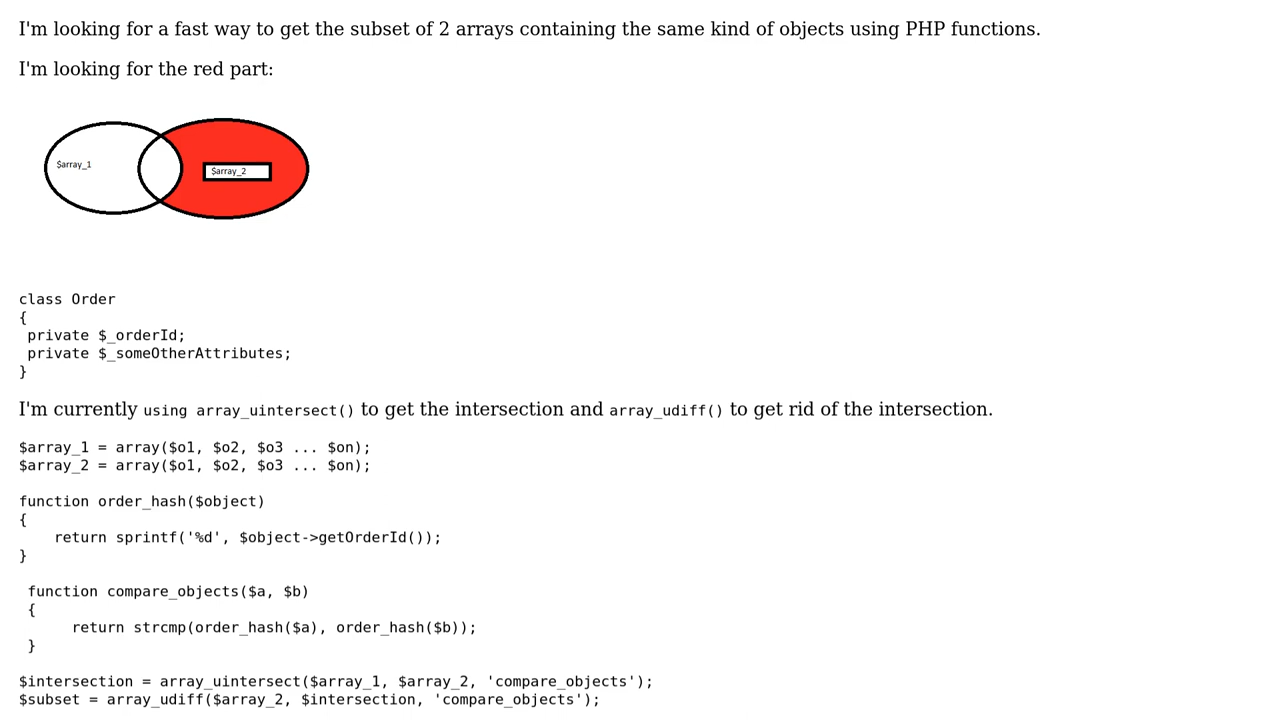 I'm looking for a fast way to get the subset of 2 arrays containing the same kind of objects using PHP functions.
I'm looking for the red part:
$array_1
$array_2
class Order
{
 private $_orderId;
 private $_someOtherAttributes;
}
I'm currently using array_uintersect() to get the intersection and array_udiff() to get rid of the intersection.
$array_1 = array($o1, $o2, $o3 ... $on);
$array_2 = array($o1, $o2, $o3 ... $on);
function order_hash($object)
{
    return sprintf('%d', $object->getOrderId());
}
 function compare_objects($a, $b)
 {
      return strcmp(order_hash($a), order_hash($b));
 }
$intersection = array_uintersect($array_1, $array_2, 'compare_objects');
$subset = array_udiff($array_2, $intersection, 'compare_objects');